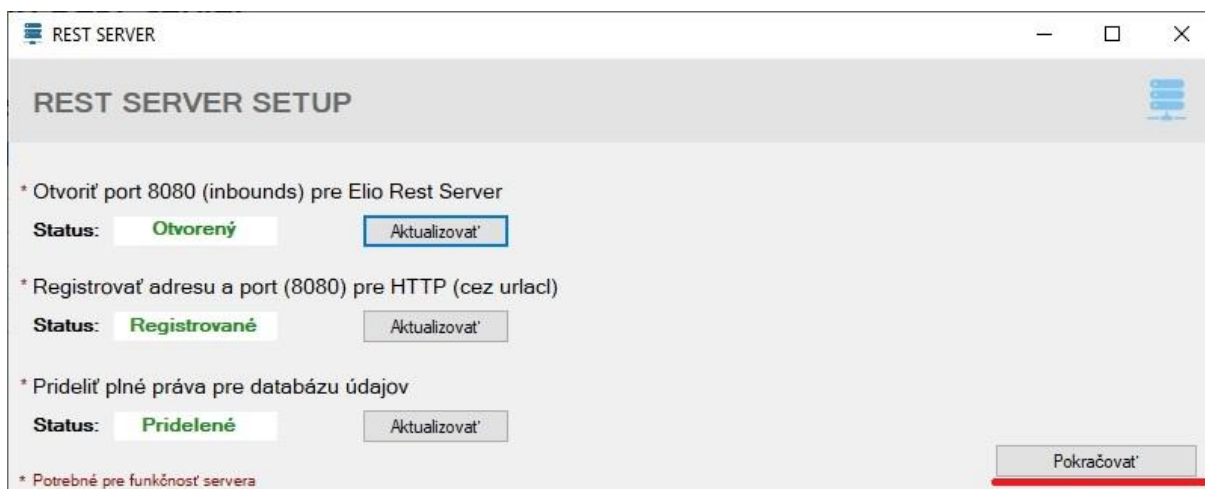 REST SERVER
REST SERVER SETUP
* Otvoriť port 8080 (inbounds) pre Elio Rest Server
Status: Otvorený Aktualizovať
* Registrovať adresu a port (8080) pre HTTP (cez urlacl)
Status: Registrované Aktualizovať
* Prideliť plné práva pre databázu údajov
Status: Pridelené Aktualizovať
Pokračovať
* Potrebné pre funkčnosť servera